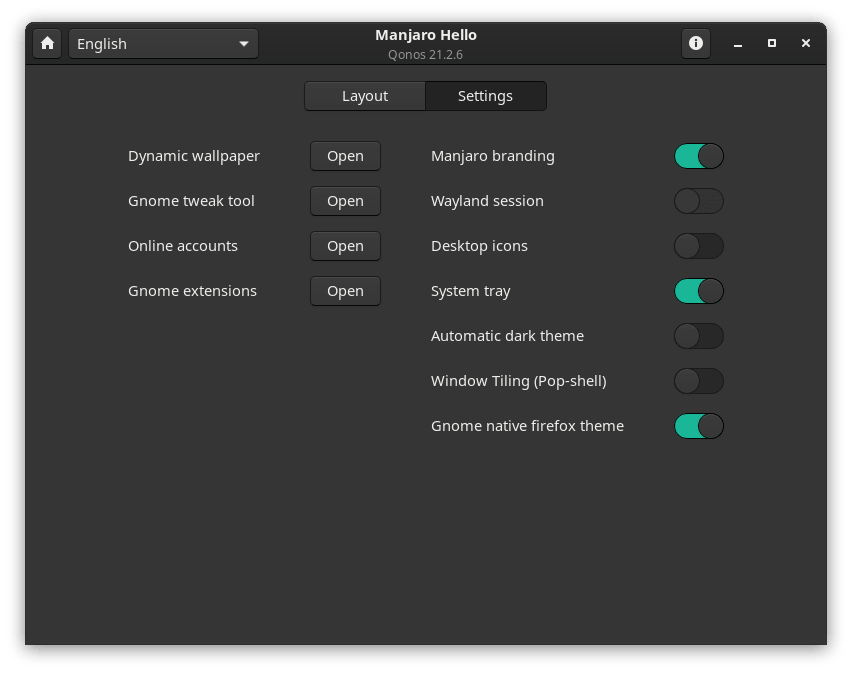 English
Manjaro Hello
Qonos 21.2.6
Layout
Settings
Dynamic wallpaper
Open
Gnome tweak tool
Open
Online accounts
Open
Gnome extensions
Open
Manjaro branding
Wayland session
Desktop icons
System tray
Automatic dark theme
Window Tiling (Pop-shell)
Gnome native firefox theme